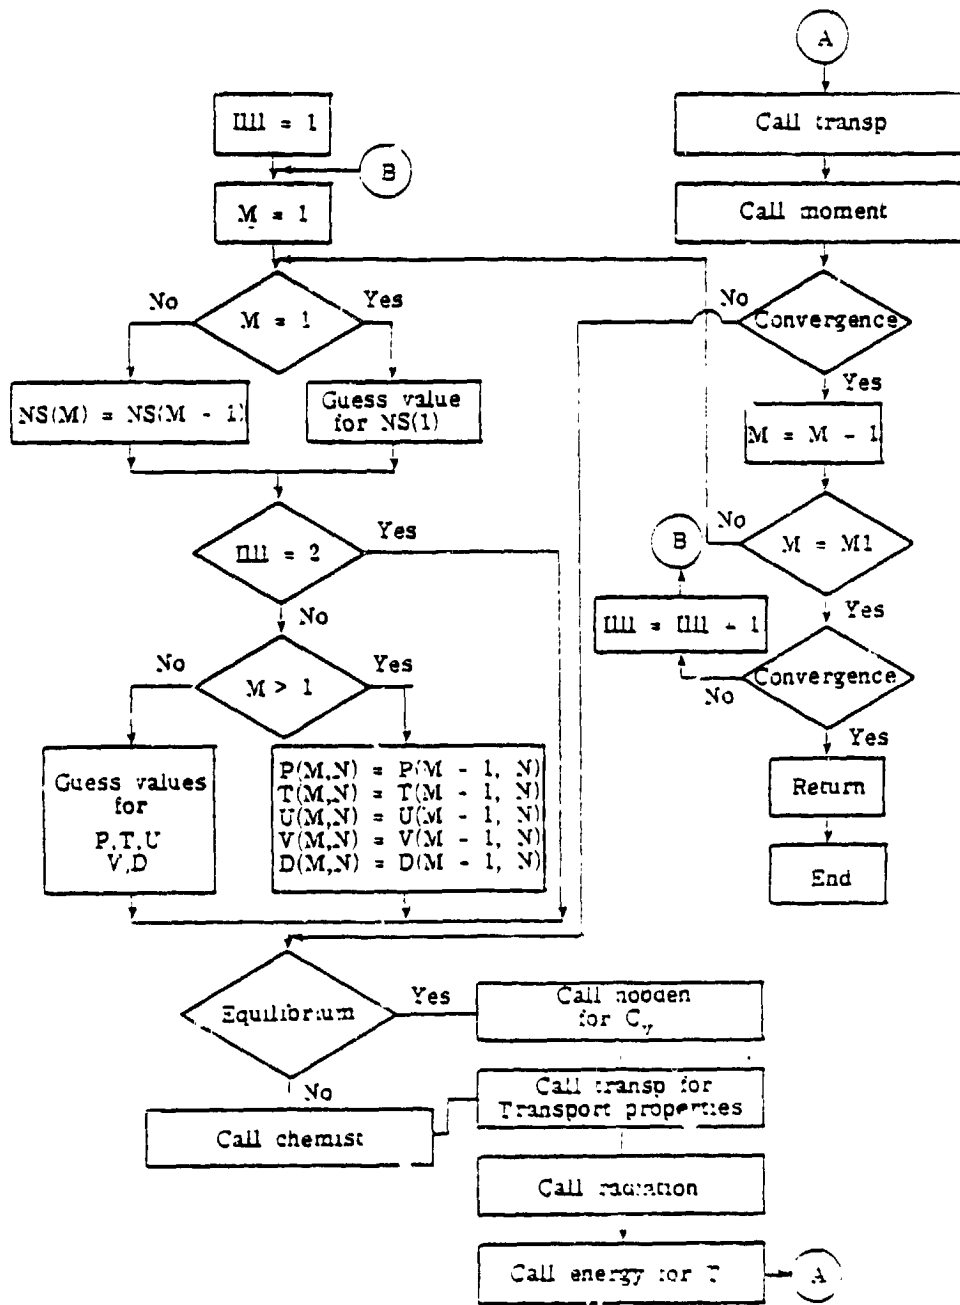 A
Call transp
Call moment
No
Convergence
Yes
M = M - 1
No
M = M1
Yes
B
IIII = IIII - 1
No
Convergence
Yes
Return
End
IIII = 1
B
M = 1
No
Yes
M = 1
NS(M) = NS(M - 1)
Guess value
for NS(1)
IIII = 2
Yes
No
No
M > 1
Yes
Guess values
for
P,T,U
V,D
P(M,N) = P(M - 1, N)
T(M,N) = T(M - 1, N)
U(M,N) = U(M - 1, N)
V(M,N) = V(M - 1, N)
D(M,N) = D(M - 1, N)
Equilibrium
Yes
No
Call
for C
Call chemist
Call transp for
Transport properties
Call radiation
Call energy for T
A